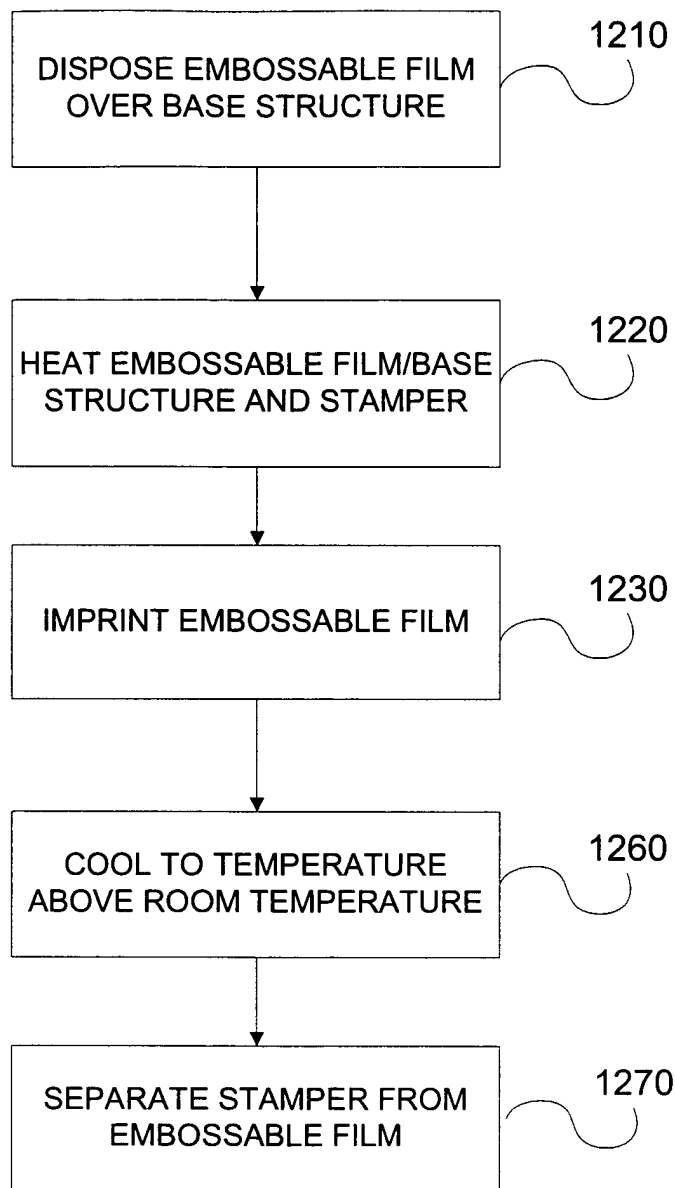 1210
DISPOSE EMBOSSABLE FILM
OVER BASE STRUCTURE
1220
HEAT EMBOSSABLE FILM/BASE
STRUCTURE AND STAMPER
1230
IMPRINT EMBOSSABLE FILM
1260
COOL TO TEMPERATURE
ABOVE ROOM TEMPERATURE
1270
SEPARATE STAMPER FROM
EMBOSSABLE FILM